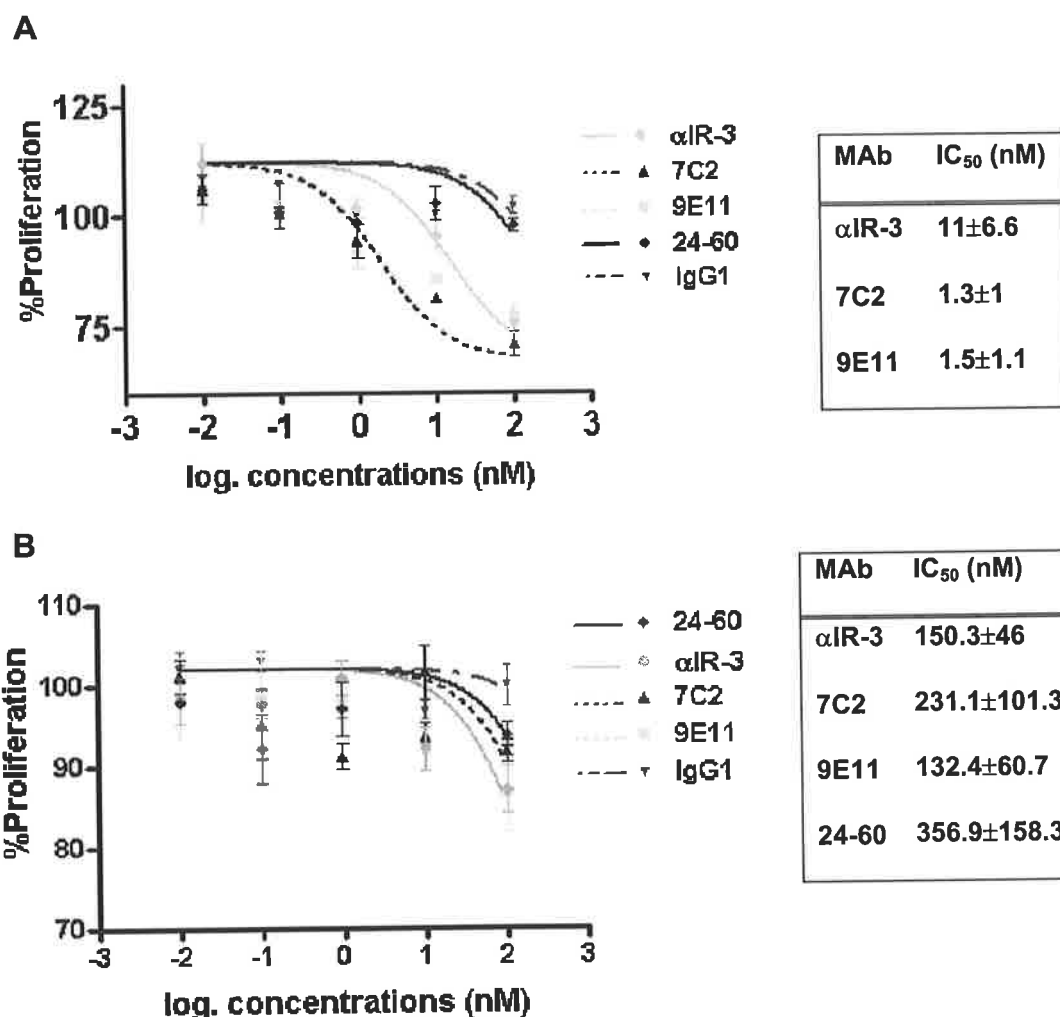 A
125
100
75
%Proliferation
-3 -2 -1 0 1 2 3
log. concentrations (nM)
αIR-3
7C2
9E11
24-60
IgG1
MAb IC50 (nM)
αIR-3 11±6.6
7C2 1.3±1
9E11 1.5±1.1
B
110
100
90
80
70
%Proliferation
-3 -2 -1 0 1 2 3
log. concentrations (nM)
24-60
αIR-3
7C2
9E11
IgG1
MAb IC50 (nM)
αIR-3 150.3±46
7C2 231.1±101.3
9E11 132.4±60.7
24-60 356.9±158.3